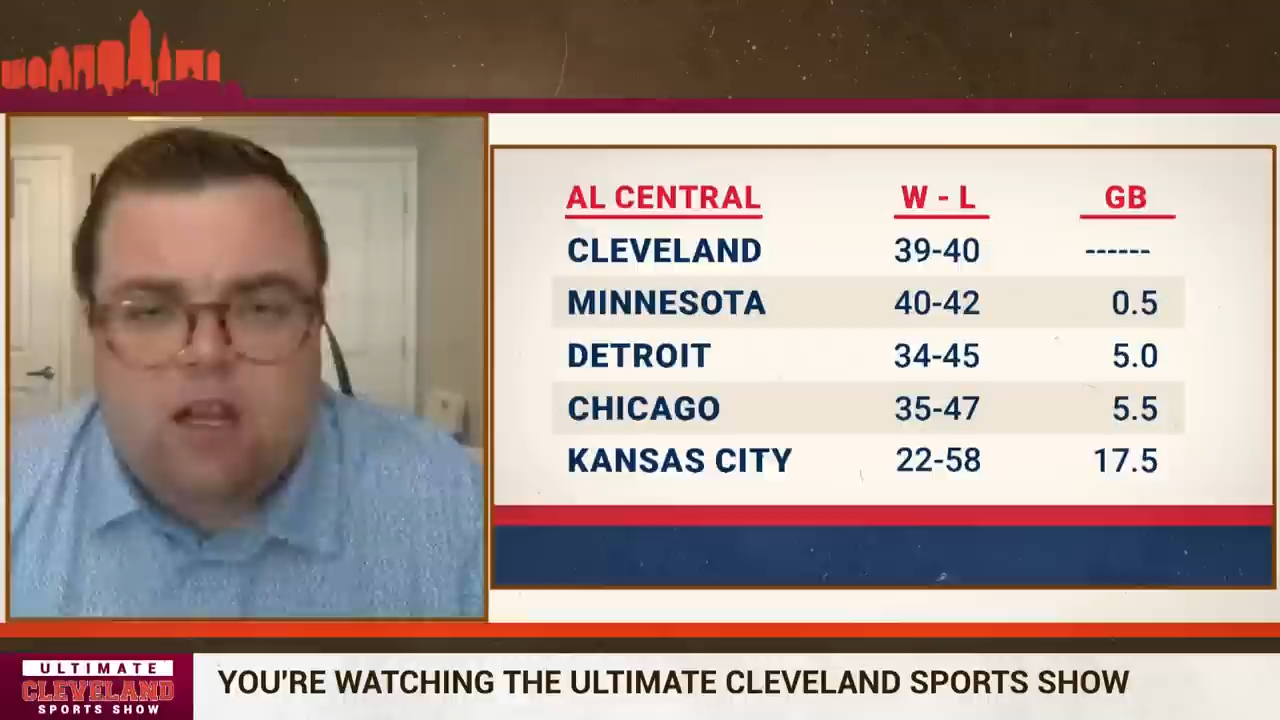 AL CENTRAL W - L GB
CLEVELAND 39-40 ------
MINNESOTA 40-42 0.5
DETROIT 34-45 5.0
CHICAGO 35-47 5.5
KANSAS CITY 22-58 17.5
ULTIMATE
CLEVELAND
SPORTS SHOW
YOU'RE WATCHING THE ULTIMATE CLEVELAND SPORTS SHOW